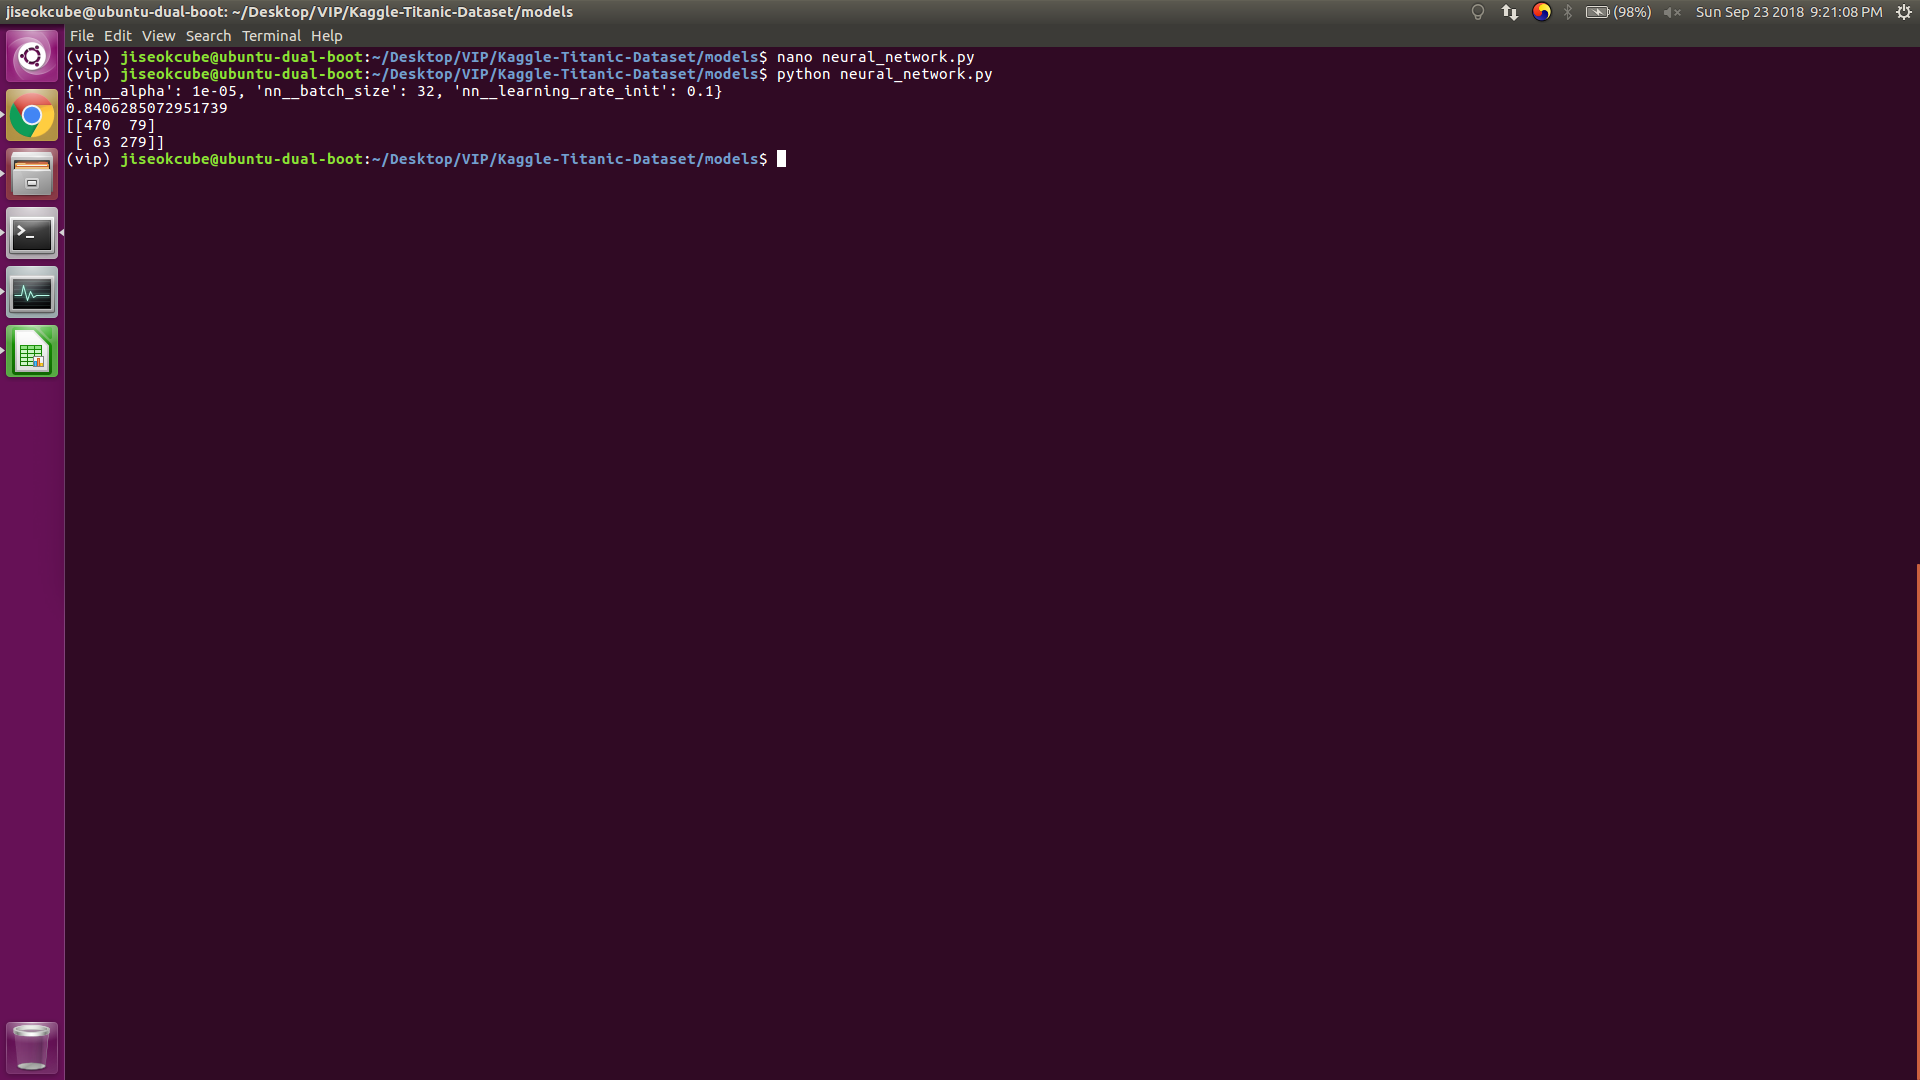 jiseokcube@ubuntu-dual-boot: ~/Desktop/VIP/Kaggle-Titanic-Dataset/models (98%) Sun Sep 23 2018 9:21:08 PM
File Edit View Search Terminal Help
(vip) jiseokcube@ubuntu-dual-boot:~/Desktop/VIP/Kaggle-Titanic-Dataset/models$ nano neural_network.py
(vip) jiseokcube@ubuntu-dual-boot:~/Desktop/VIP/Kaggle-Titanic-Dataset/models$ python neural_network.py
{'nn__alpha': 1e-05, 'nn__batch_size': 32, 'nn__learning_rate_init': 0.1}
0.8406285072951739
[[470  79]
 [ 63 279]]
(vip) jiseokcube@ubuntu-dual-boot:~/Desktop/VIP/Kaggle-Titanic-Dataset/models$